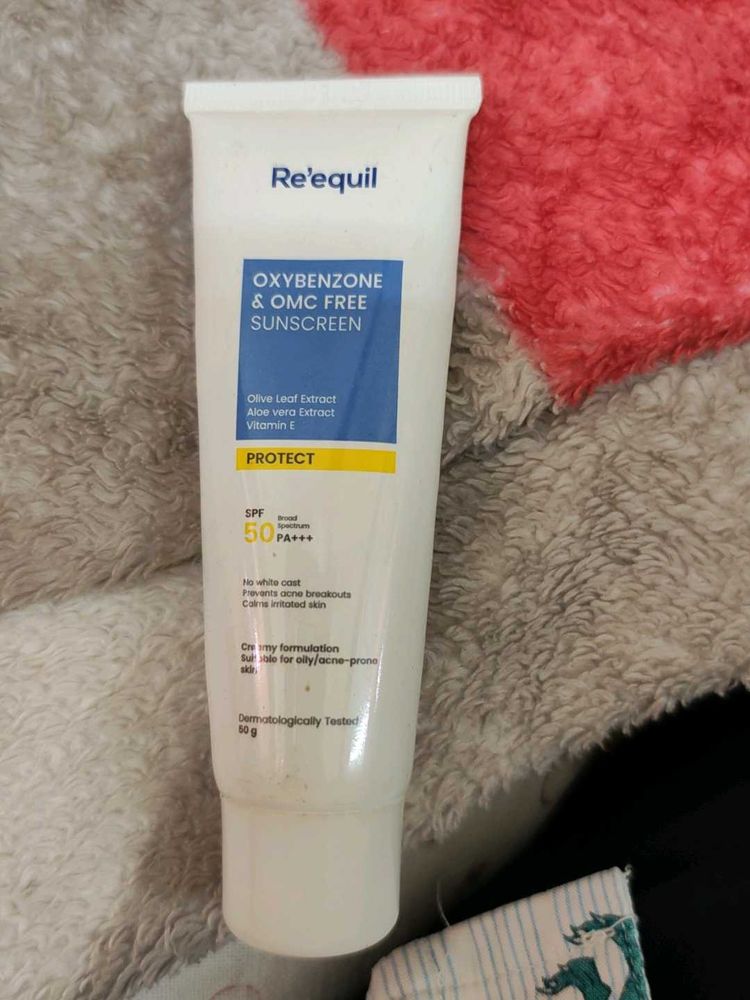 Re'equil
OXYBENZONE
& OMC FREE
SUNSCREEN
Olive Leaf Extract
Aloe vera Extract
Vitamin E
PROTECT
SPF
50
Broad
Spectrum
PA+++
No white cast
Prevents acne breakouts
Calms irritated skin
Creamy formulation
Suitable for oily/acne-prone
skin
Dermatologically Tested
50 g